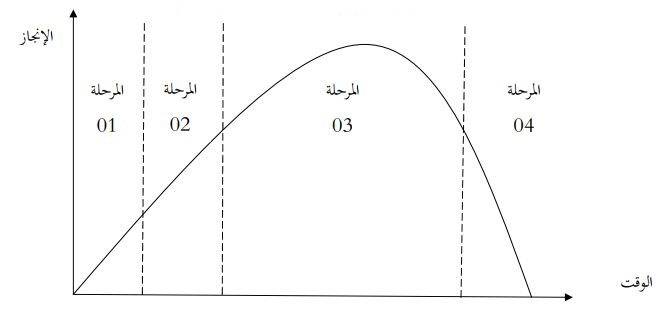 الإنجاز
المرحلة
01
المرحلة
02
المرحلة
03
المرحلة
04
الوقت